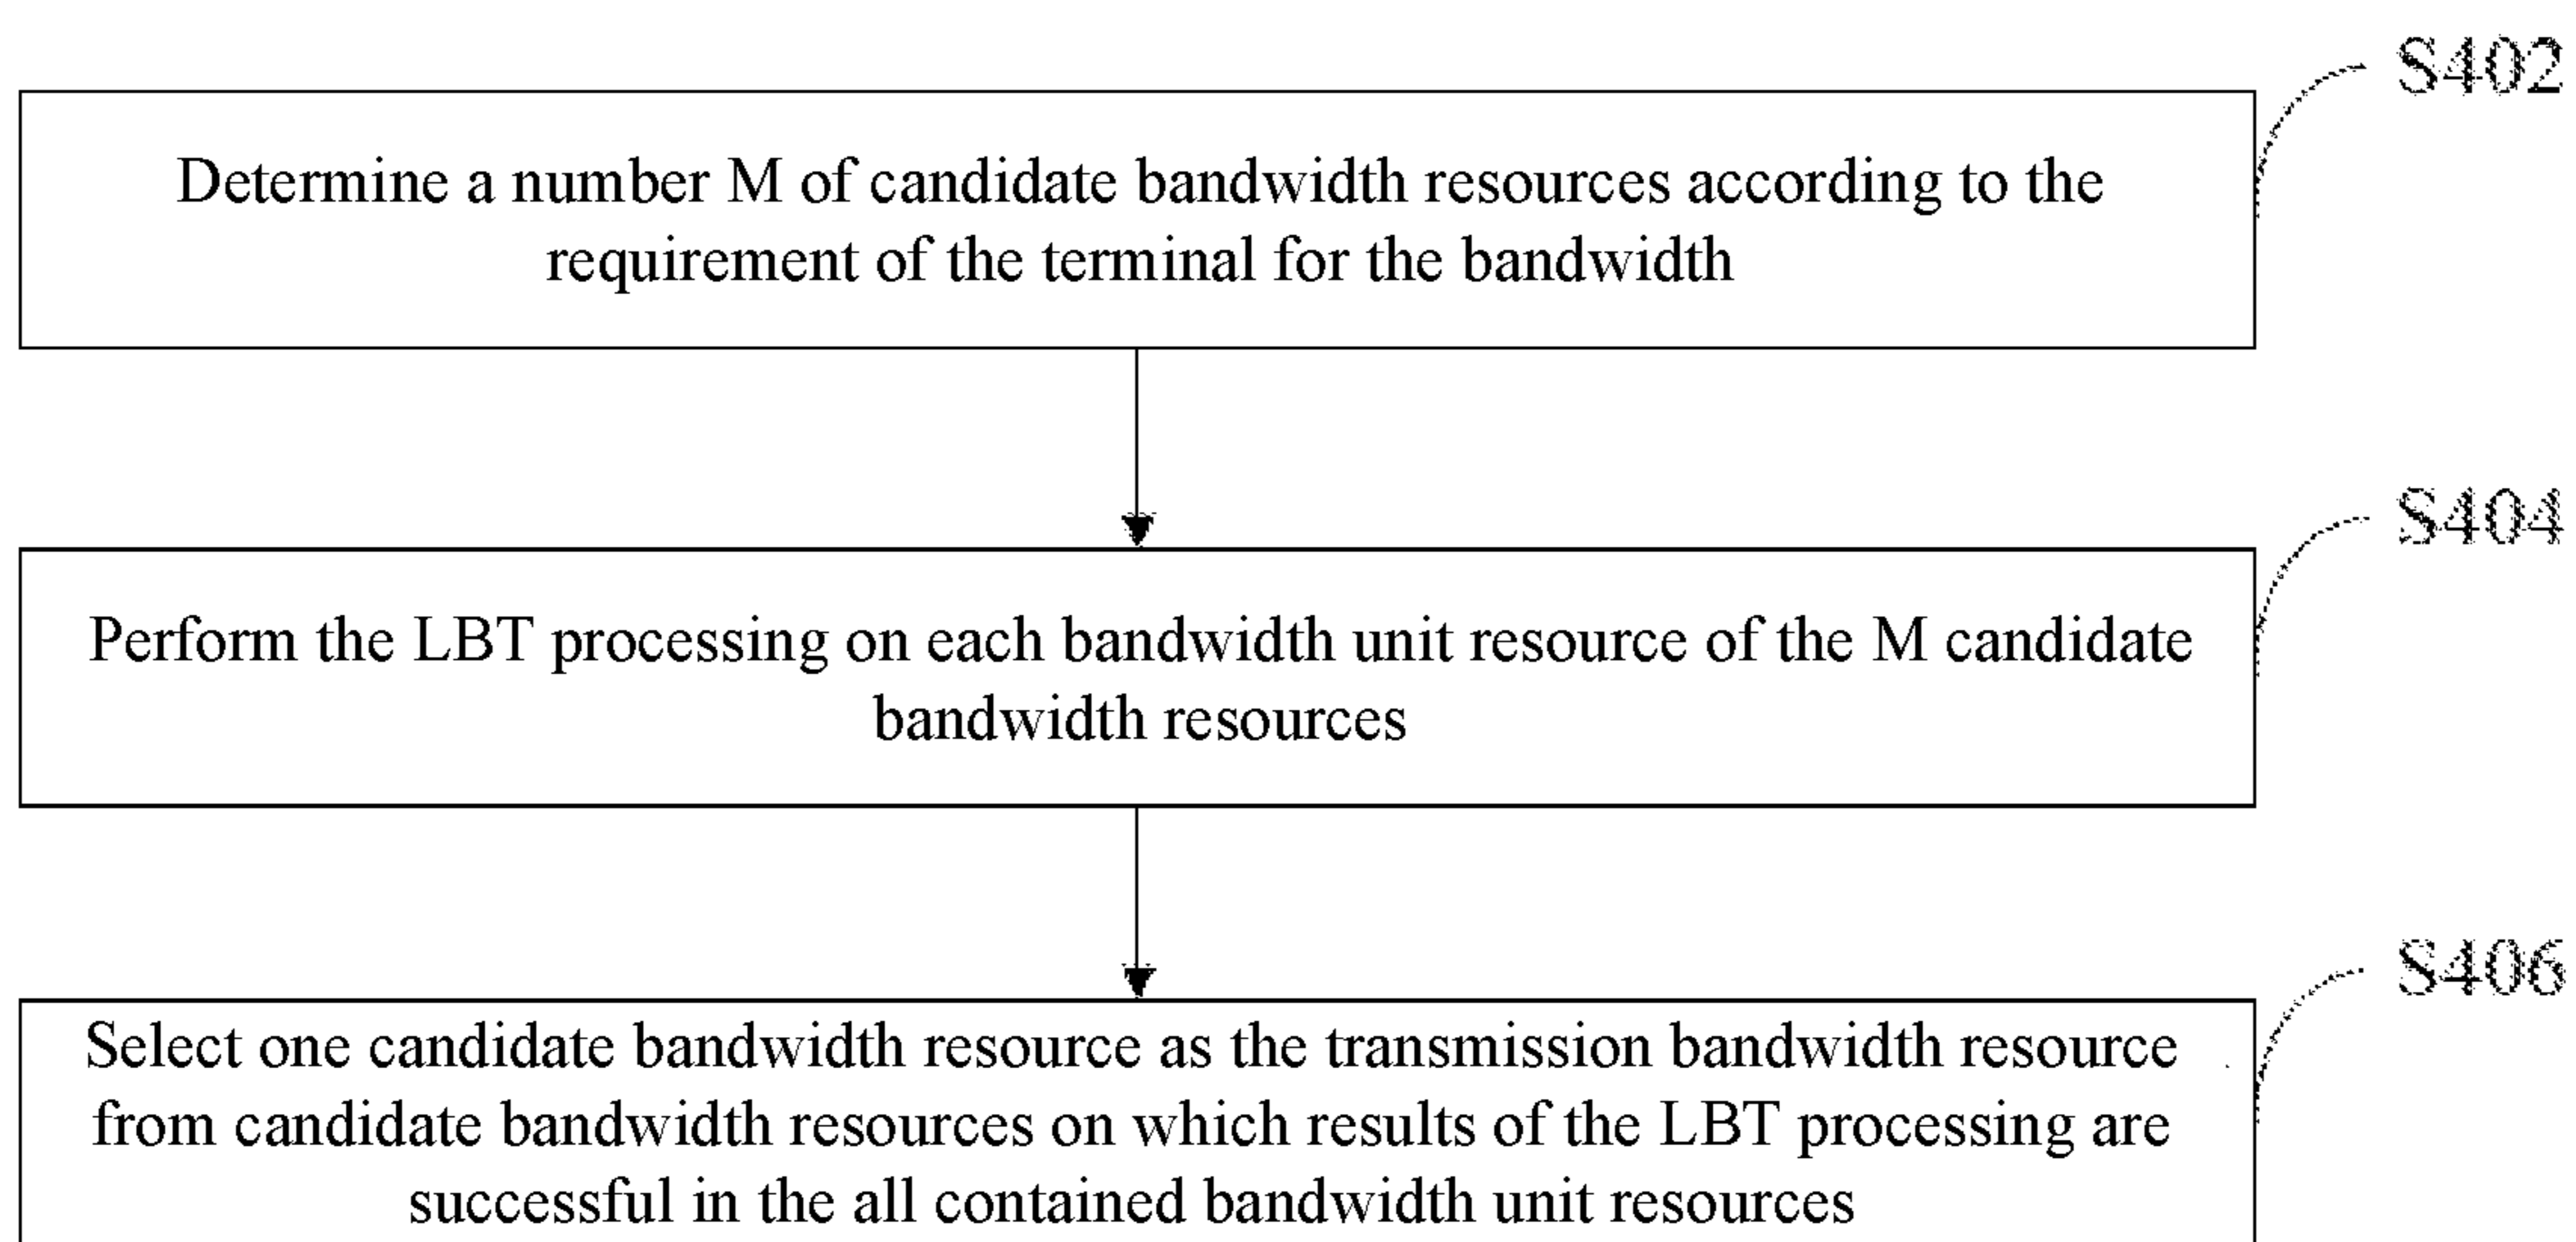 S402
Determine a number M of candidate bandwidth resources according to the
requirement of the terminal for the bandwidth
S404
Perform the LBT processing on each bandwidth unit resource of the M candidate
bandwidth resources
S406
Select one candidate bandwidth resource as the transmission bandwidth resource
from candidate bandwidth resources on which results of the LBT processing are
successful in the all contained bandwidth unit resources